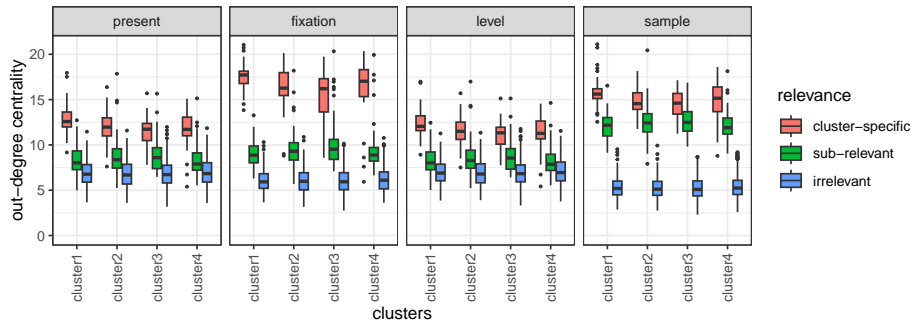 present fixation level sample
out−degree centrality
20
15
10
5
0
cluster1 cluster2 cluster3 cluster4 cluster1 cluster2 cluster3 cluster4 cluster1 cluster2 cluster3 cluster4 cluster1 cluster2 cluster3 cluster4
clusters
relevance
cluster−specific
sub−relevant
irrelevant